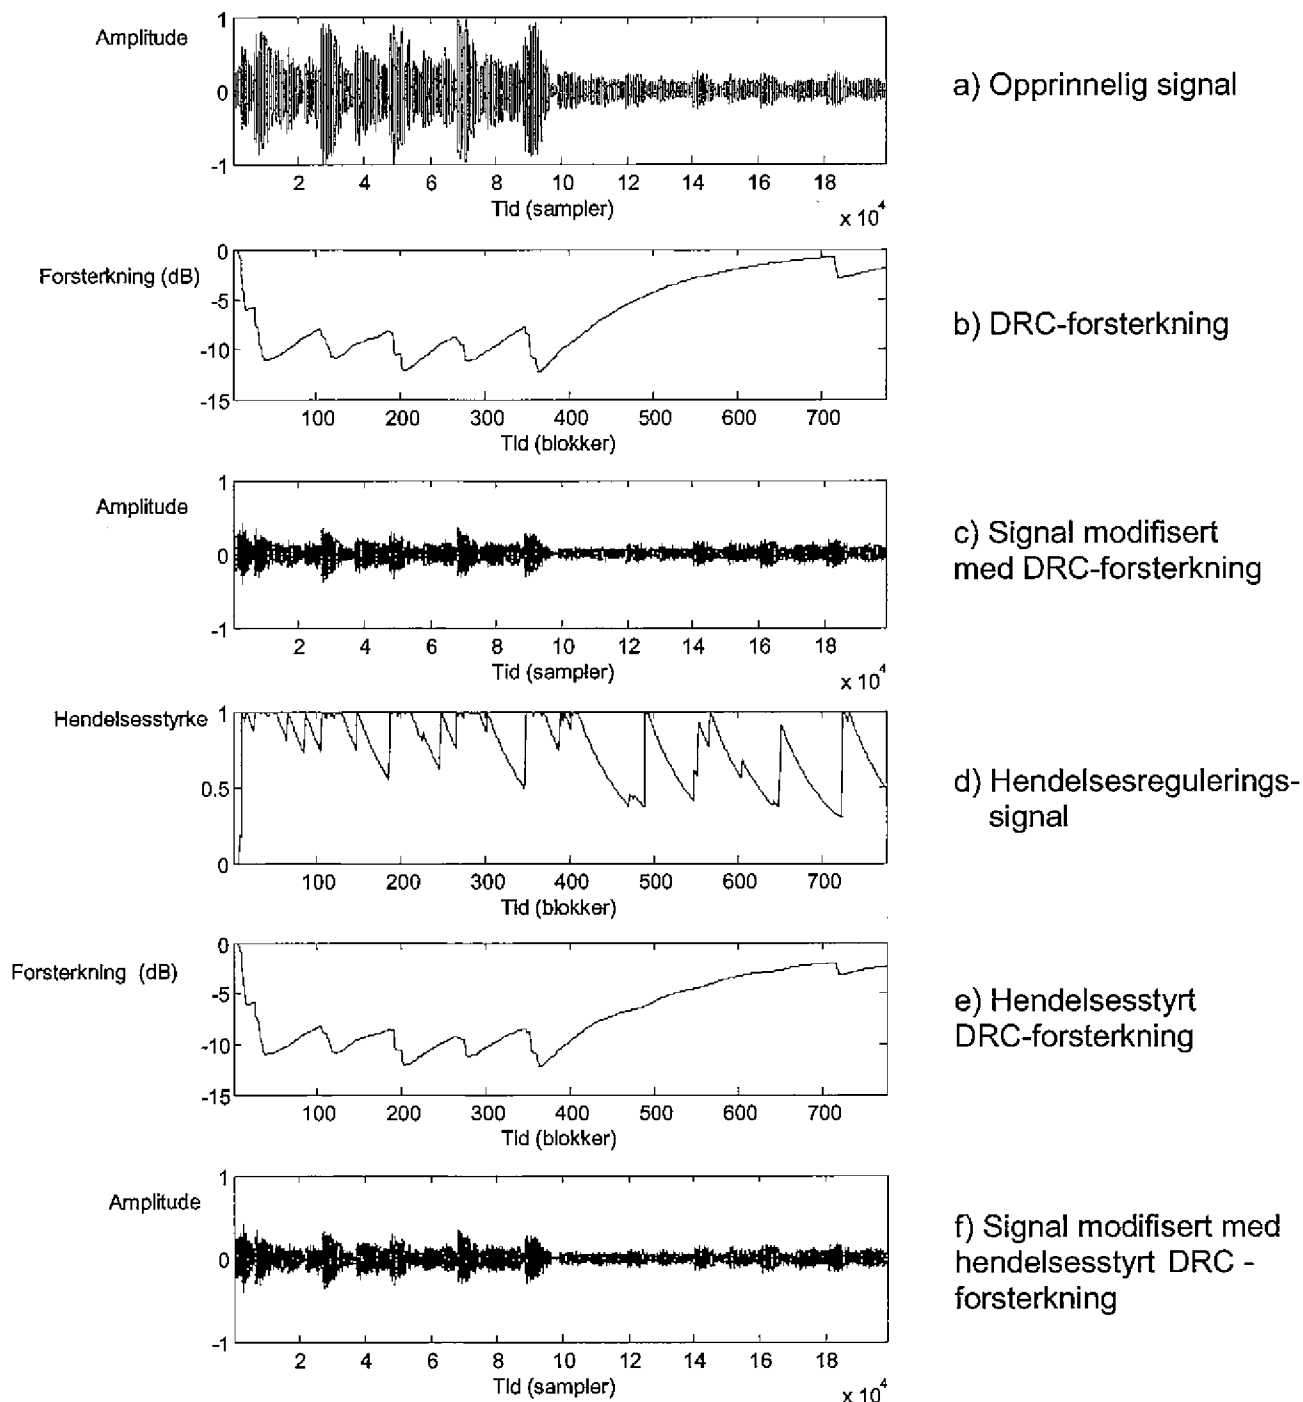 1
Amplitude
0
-1
2 4 6 8 10 12 14 16 18
Tid (sampler)
x 10^4
a) Opprinnelig signal
0
Forsterkning (dB)
-5
-10
-15
100 200 300 400 500 600 700
Tid (blokker)
b) DRC-forsterkning
1
Amplitude
0
-1
2 4 6 8 10 12 14 16 18
Tid (sampler)
x 10^4
c) Signal modifisert
med DRC-forsterkning
Hendelsesstyrke 1
0.5
0
100 200 300 400 500 600 700
Tid (blokker)
d) Hendelsesregulerings-
signal
0
Forsterkning (dB)
-5
-10
-15
100 200 300 400 500 600 700
Tid (blokker)
e) Hendelsesstyrt
DRC-forsterkning
1
Amplitude
0
-1
2 4 6 8 10 12 14 16 18
Tid (sampler)
x 10^4
f) Signal modifisert med
hendelsesstyrt DRC -
forsterkning